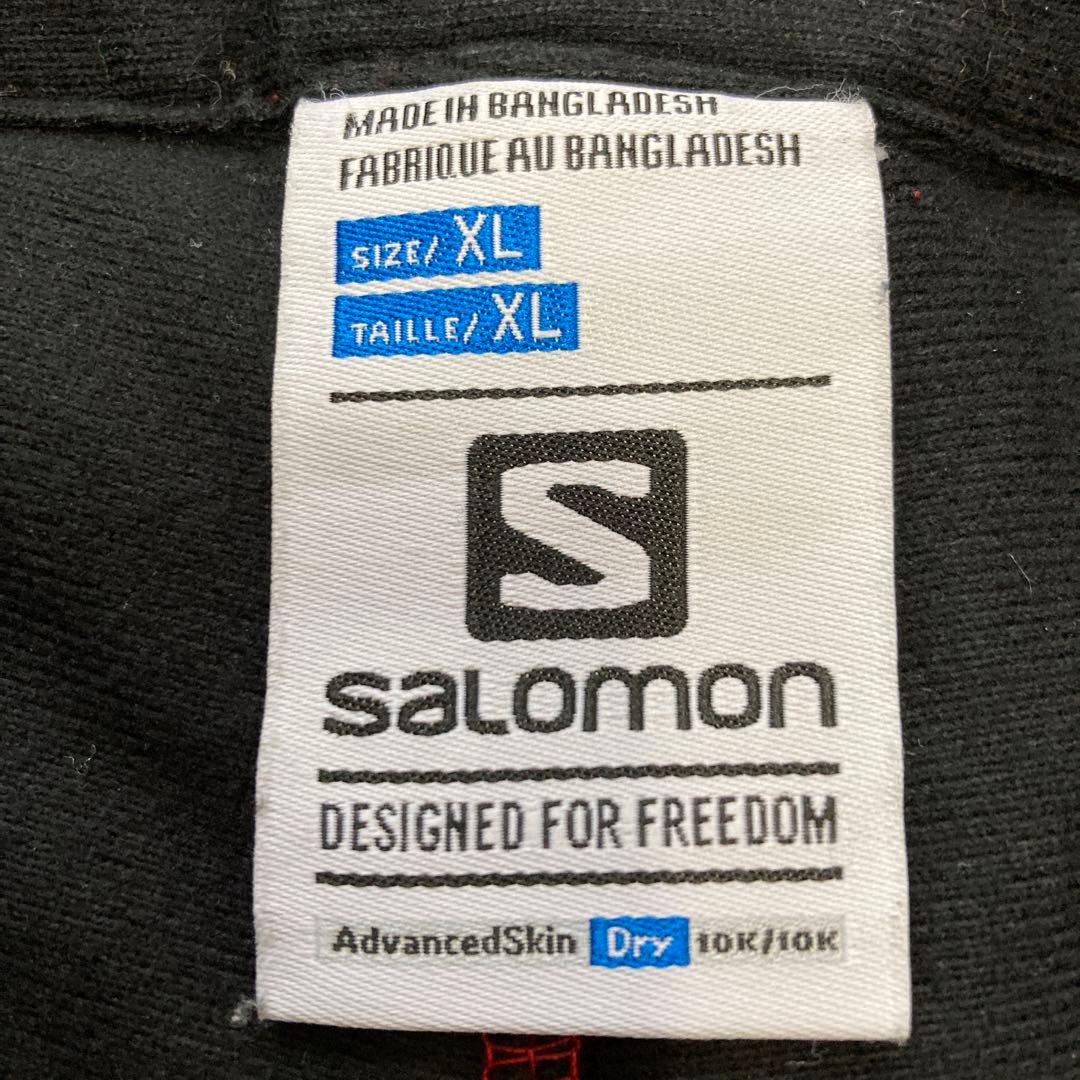 MADE IN BANGLADESH
FABRIQUE AU BANGLADESH
SIZE/ XL
TAILLE/ XL
S
salomon
DESIGNED FOR FREEDOM
AdvancedSkin Dry 10K/10K